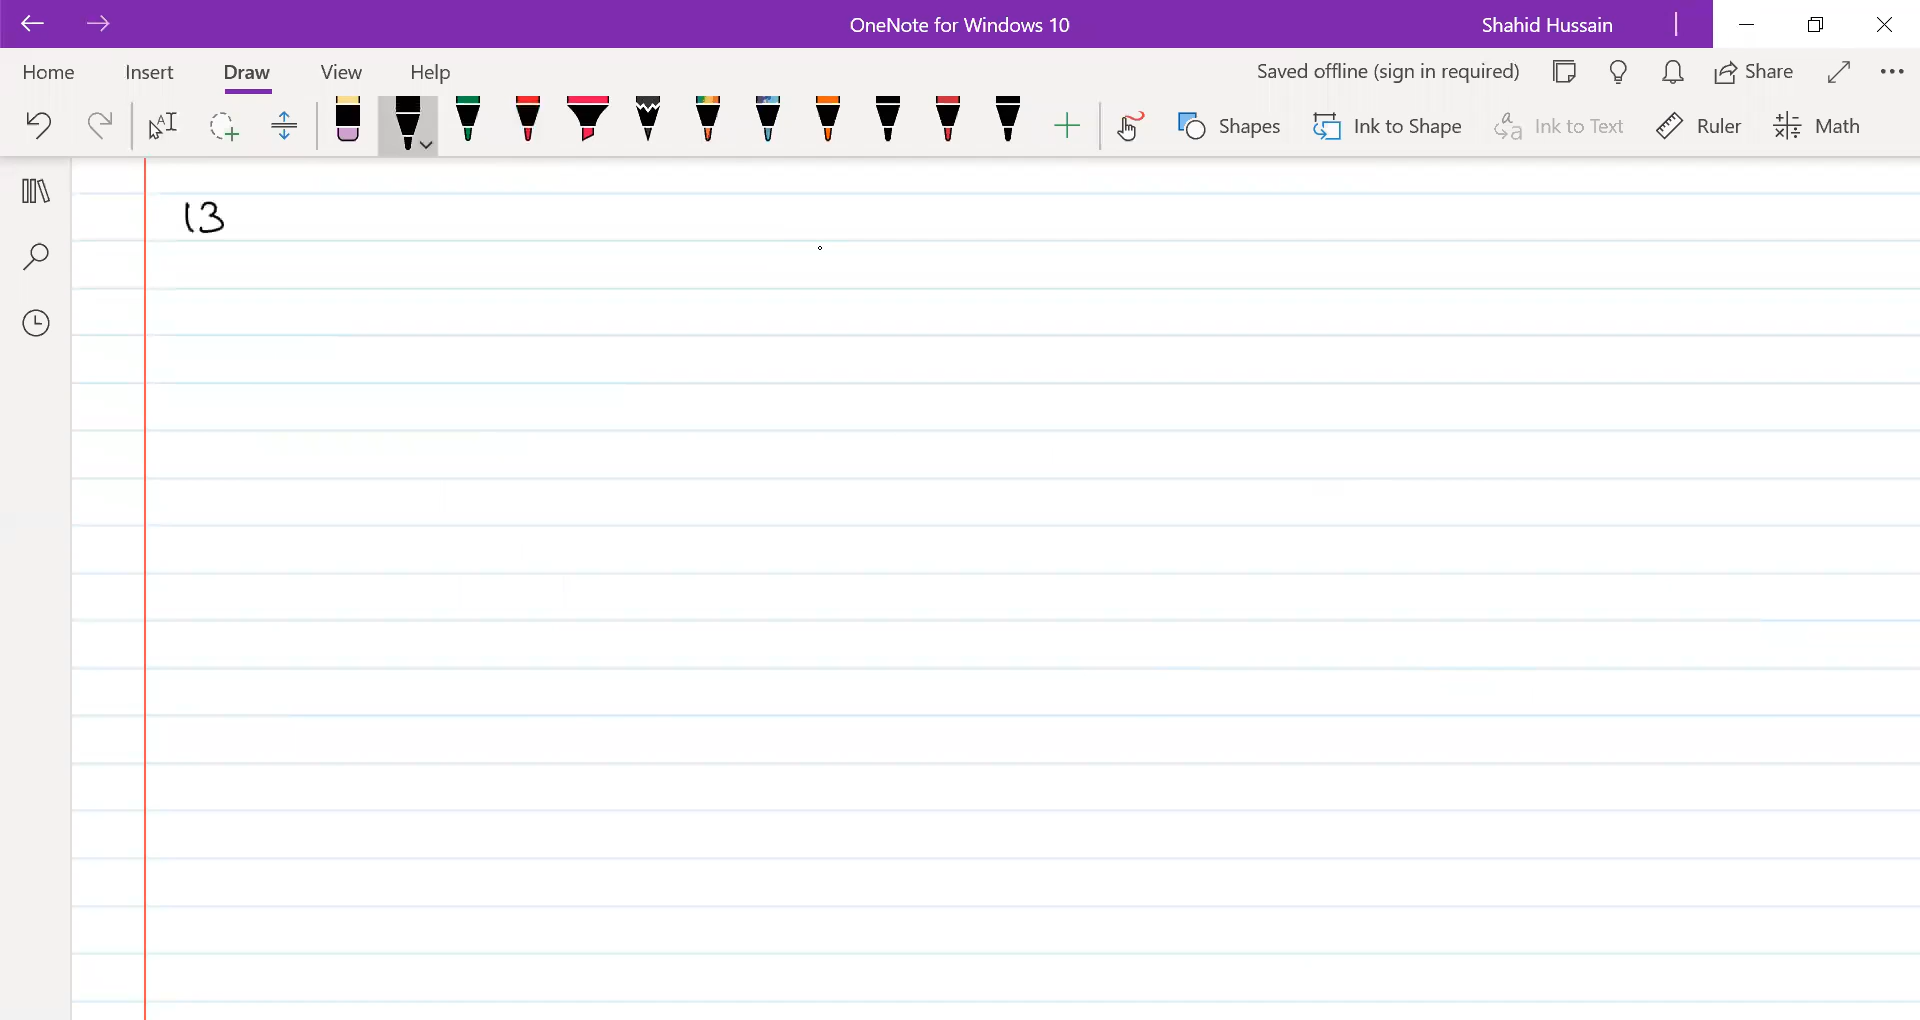 OneNote for Windows 10
Shahid Hussain
Home Insert Draw View Help
Saved offline (sign in required) Share
Shapes Ink to Shape Ink to Text Ruler Math
13